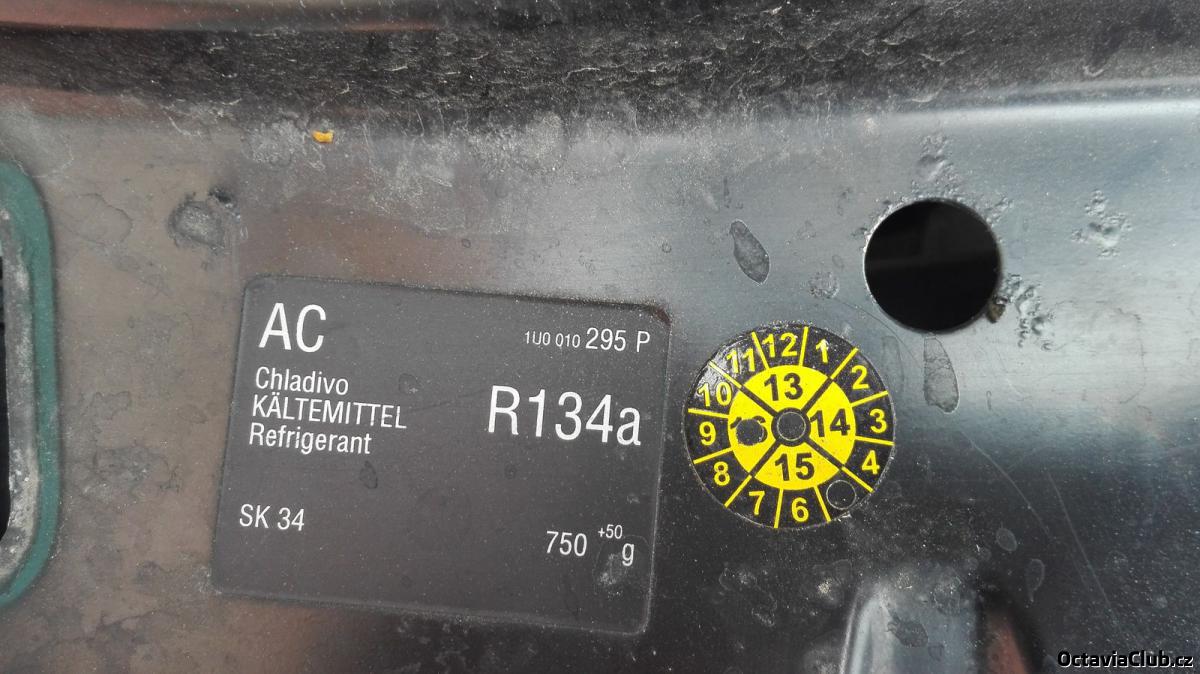 AC
1U0 010 295 P
Chladivo
KÄLTEMITTEL
Refrigerant
R134a
SK 34
750 +50 g
12
1
2
3
4
6
7
8
9
10
11
13
14
15
OctaviaClub.cz